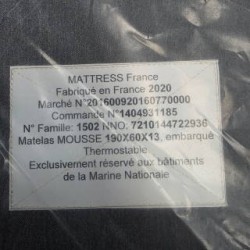 MATTRESS France
Fabriqué en France 2020
Marché N°201600920160770000
Commande N°1404931185
N° Famille: 1502 NNO. 7210144722936
Matelas MOUSSE 190X60X13, embarqué
Thermostable
Exclusivement réservé aux bâtiments
de la Marine Nationale